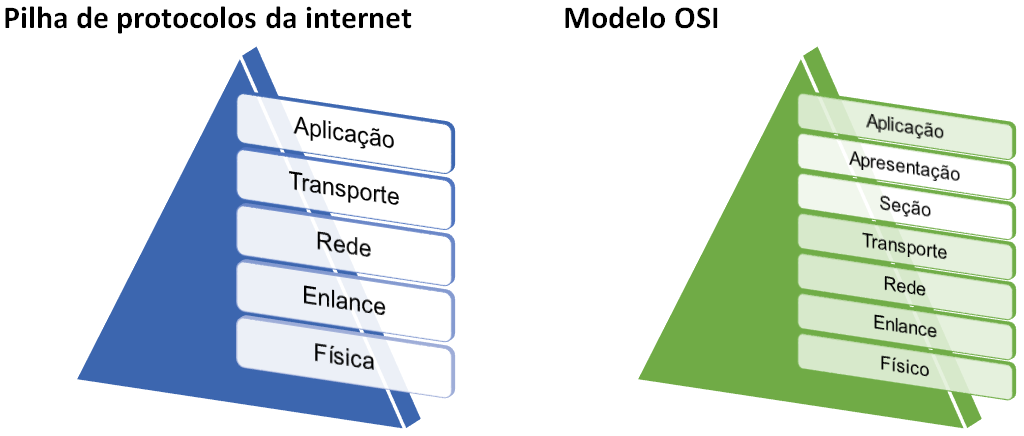 Pilha de protocolos da internet
Aplicação
Transporte
Rede
Enlance
Física
Modelo OSI
Aplicação
Apresentação
Seção
Transporte
Rede
Enlance
Físico